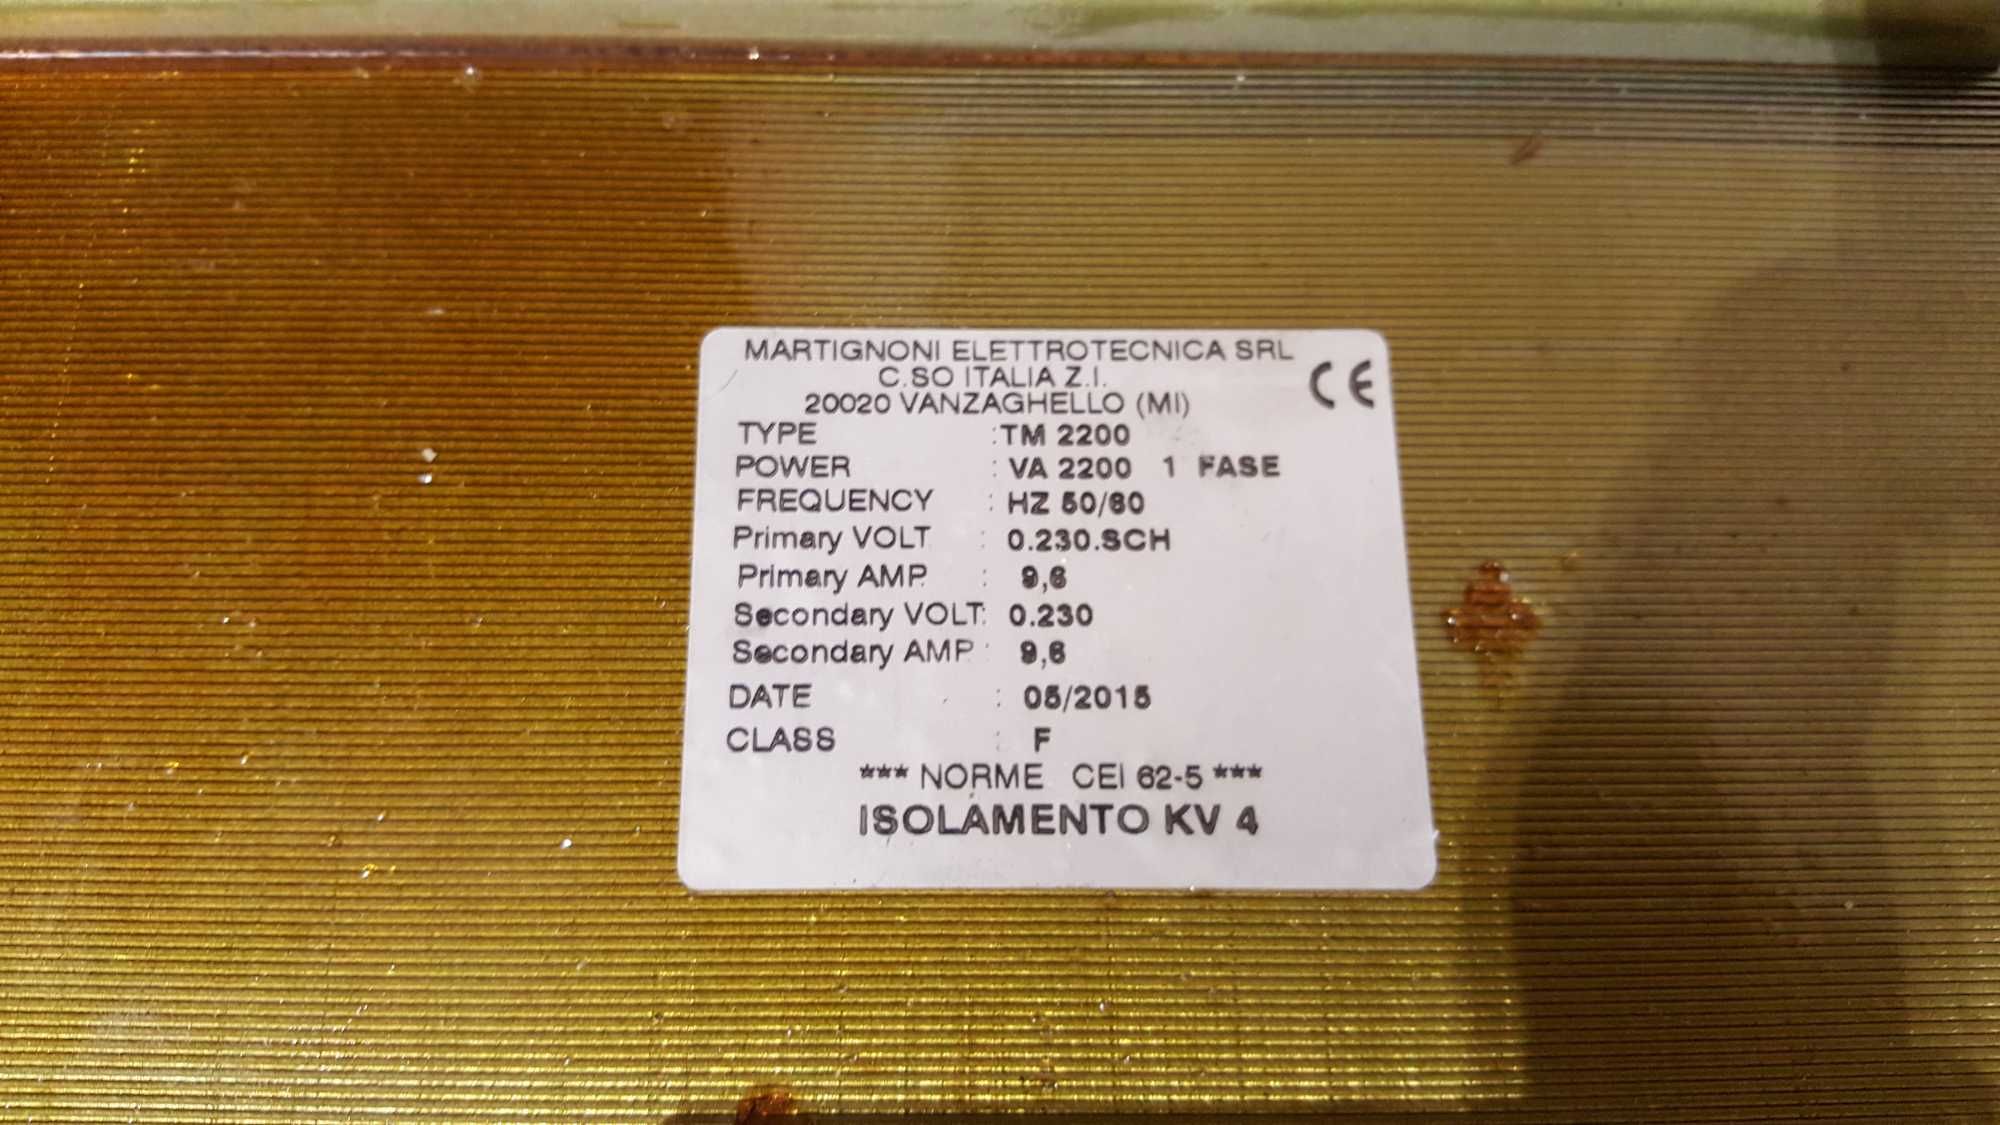 MARTIGNONI ELETTROTECNICA SRL
C.SO ITALIA Z.I.
20020 VANZAGHELLO (MI)
CE
TYPE :TM 2200
POWER : VA 2200 1 FASE
FREQUENCY : HZ 50/60
Primary VOLT : 0.230.SCH
Primary AMP. : 9,6
Secondary VOLT: 0.230
Secondary AMP. : 9,6
DATE : 05/2015
CLASS : F
*** NORME CEI 62-5 ***
ISOLAMENTO KV 4